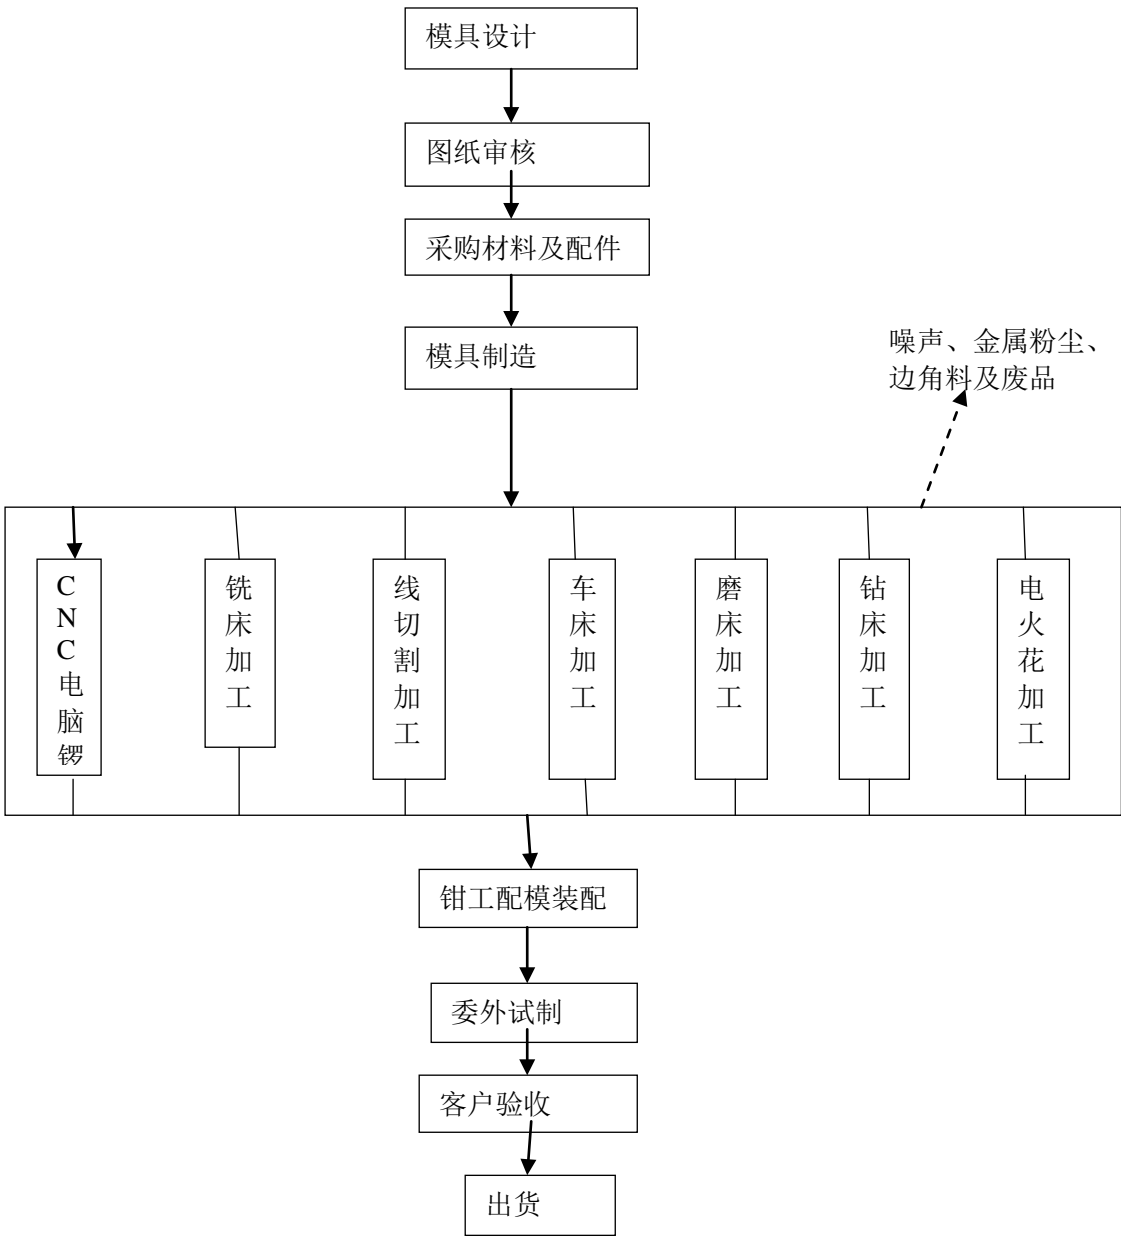 模具设计
图纸审核
采购材料及配件
模具制造
噪声、金属粉尘、
边角料及废品
CNC电脑锣
铣床加工
线切割加工
车床加工
磨床加工
钻床加工
电火花加工
钳工配模装配
委外试制
客户验收
出货